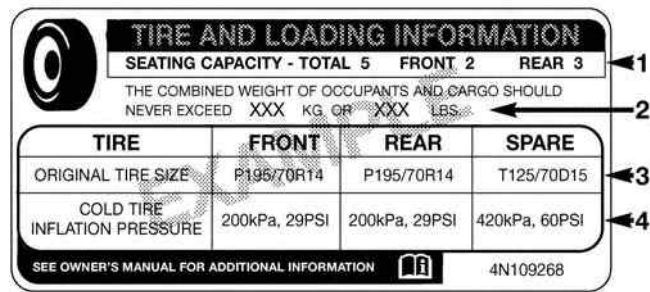 TIRE AND LOADING INFORMATION
SEATING CAPACITY - TOTAL 5 FRONT 2 REAR 3
1
THE COMBINED WEIGHT OF OCCUPANTS AND CARGO SHOULD
NEVER EXCEED XXX KG OR XXX LBS.
2
TIRE FRONT REAR SPARE
ORIGINAL TIRE SIZE P195/70R14 P195/70R14 T125/70D15
3
COLD TIRE
INFLATION PRESSURE 200kPa, 29PSI 200kPa, 29PSI 420kPa, 60PSI
4
SEE OWNER'S MANUAL FOR ADDITIONAL INFORMATION 4N109268
EXAMPLE